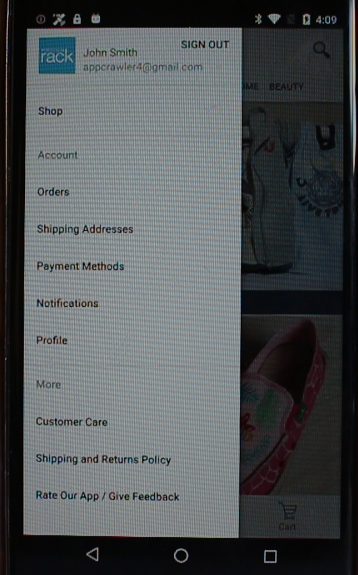 4:09
rack
John Smith
SIGN OUT
appcrawler4@gmail.com
Shop
Account
Orders
Shipping Addresses
Payment Methods
Notifications
Profile
More
Customer Care
Shipping and Returns Policy
Rate Our App / Give Feedback
ME
BEAUTY
Cart